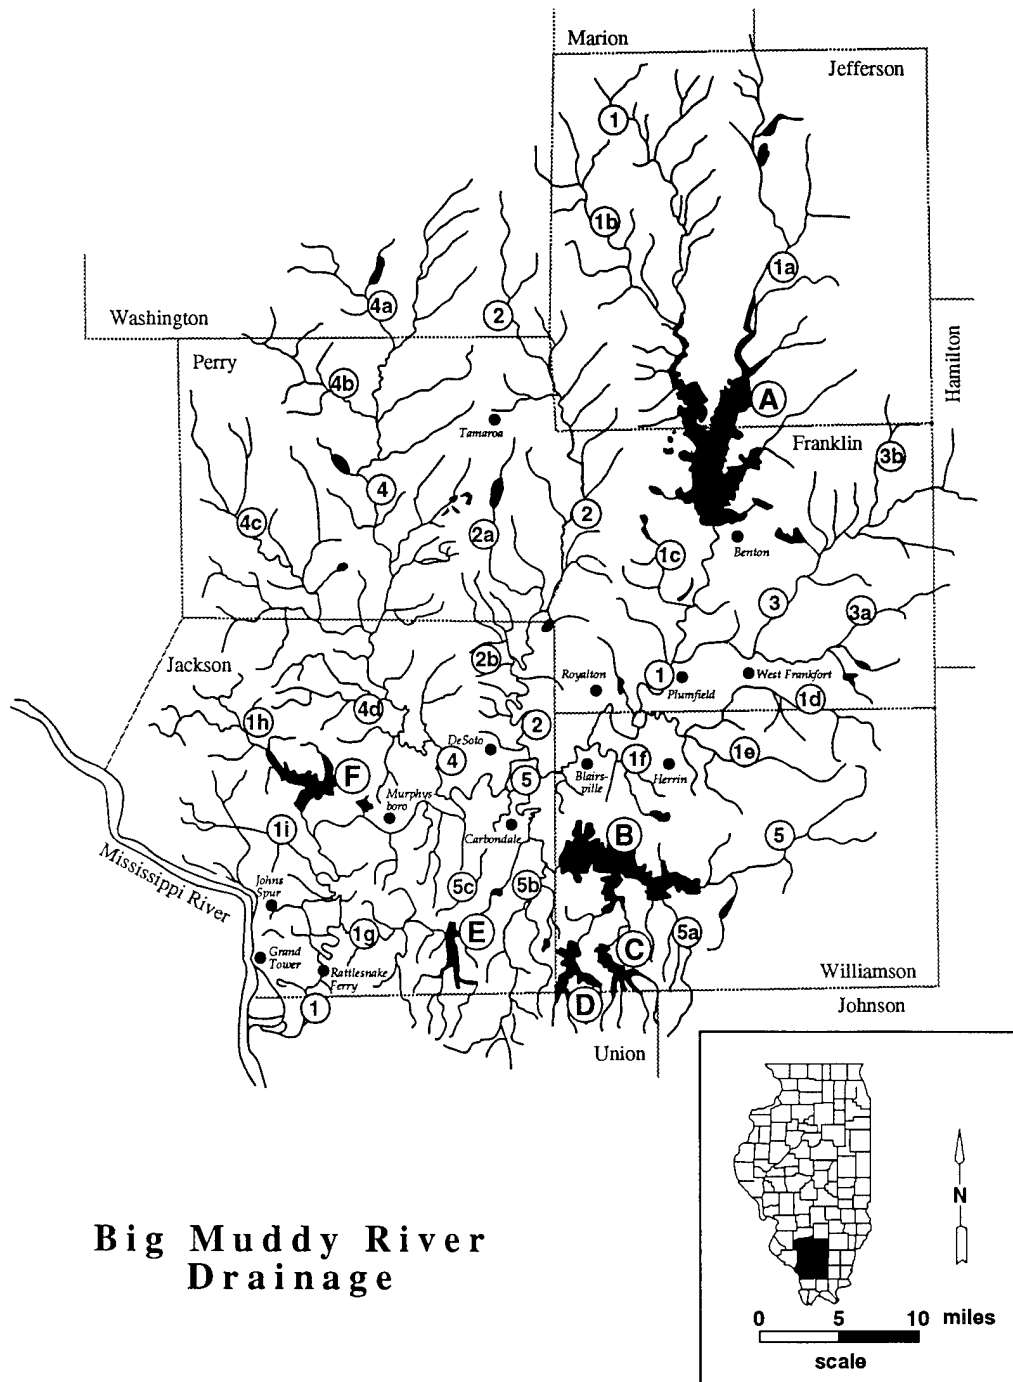 Marion
Jefferson
1
1b
1a
4a
2
Washington
Perry
4b
Hamilton
A
Tamaroa
Franklin
3b
4
4c
2
2a
Benton
1c
3
3a
Jackson
2b
Royalton
1
Plumfield
West Frankfort
1d
1h
4d
2
DeSoto
4
1f
1e
F
5
Blairs-
pille
Herrin
Murphys
boro
1i
Carbondale
B
5
Mississippi River
Johns
Spur
5c
5b
1g
E
5a
C
Grand
Tower
Rattlesnake
Ferry
Williamson
1
D
Johnson
Union
N
Big Muddy River
Drainage
0 5 10 miles
scale